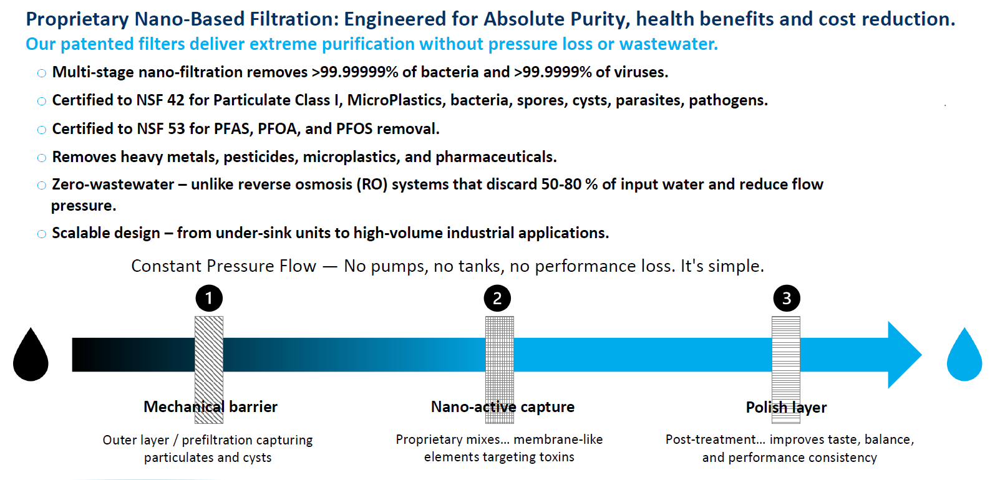 Proprietary Nano-Based Filtration: Engineered for Absolute Purity, health benefits and cost reduction.
Our patented filters deliver extreme purification without pressure loss or wastewater.
○ Multi-stage nano-filtration removes >99.99999% of bacteria and >99.9999% of viruses.
○ Certified to NSF 42 for Particulate Class I, MicroPlastics, bacteria, spores, cysts, parasites, pathogens.
○ Certified to NSF 53 for PFAS, PFOA, and PFOS removal.
○ Removes heavy metals, pesticides, microplastics, and pharmaceuticals.
○ Zero-wastewater – unlike reverse osmosis (RO) systems that discard 50-80 % of input water and reduce flow
pressure.
○ Scalable design – from under-sink units to high-volume industrial applications.
Constant Pressure Flow — No pumps, no tanks, no performance loss. It's simple.
1
2
3
Mechanical barrier
Outer layer / prefiltration capturing
particulates and cysts
Nano-active capture
Proprietary mixes... membrane-like
elements targeting toxins
Polish layer
Post-treatment... improves taste, balance,
and performance consistency